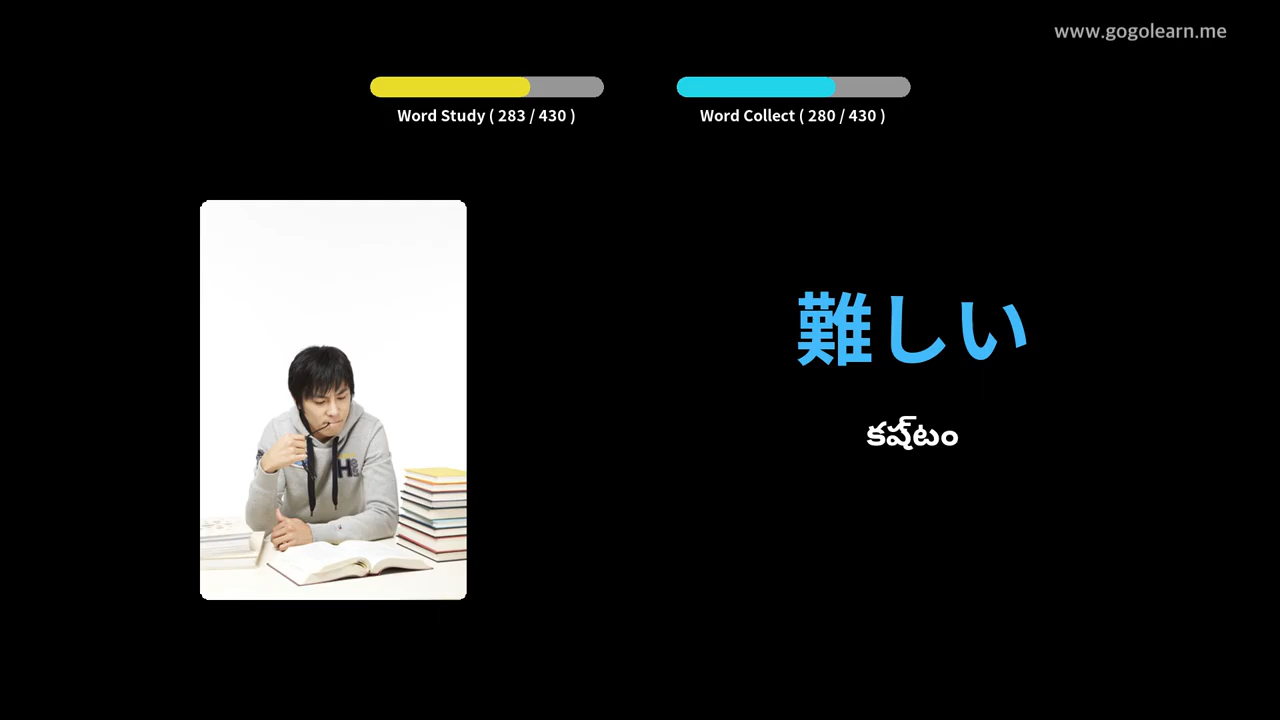 www.gogolearn.me
Word Study ( 283 / 430 )
Word Collect ( 280 / 430 )
難しい
కష్‌టం
H